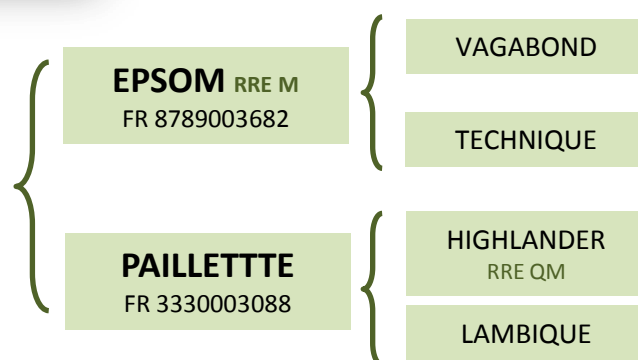 EPSOM RRE M
FR 8789003682
VAGABOND
TECHNIQUE
PAILLETTTE
FR 3330003088
HIGHLANDER
RRE QM
LAMBIQUE